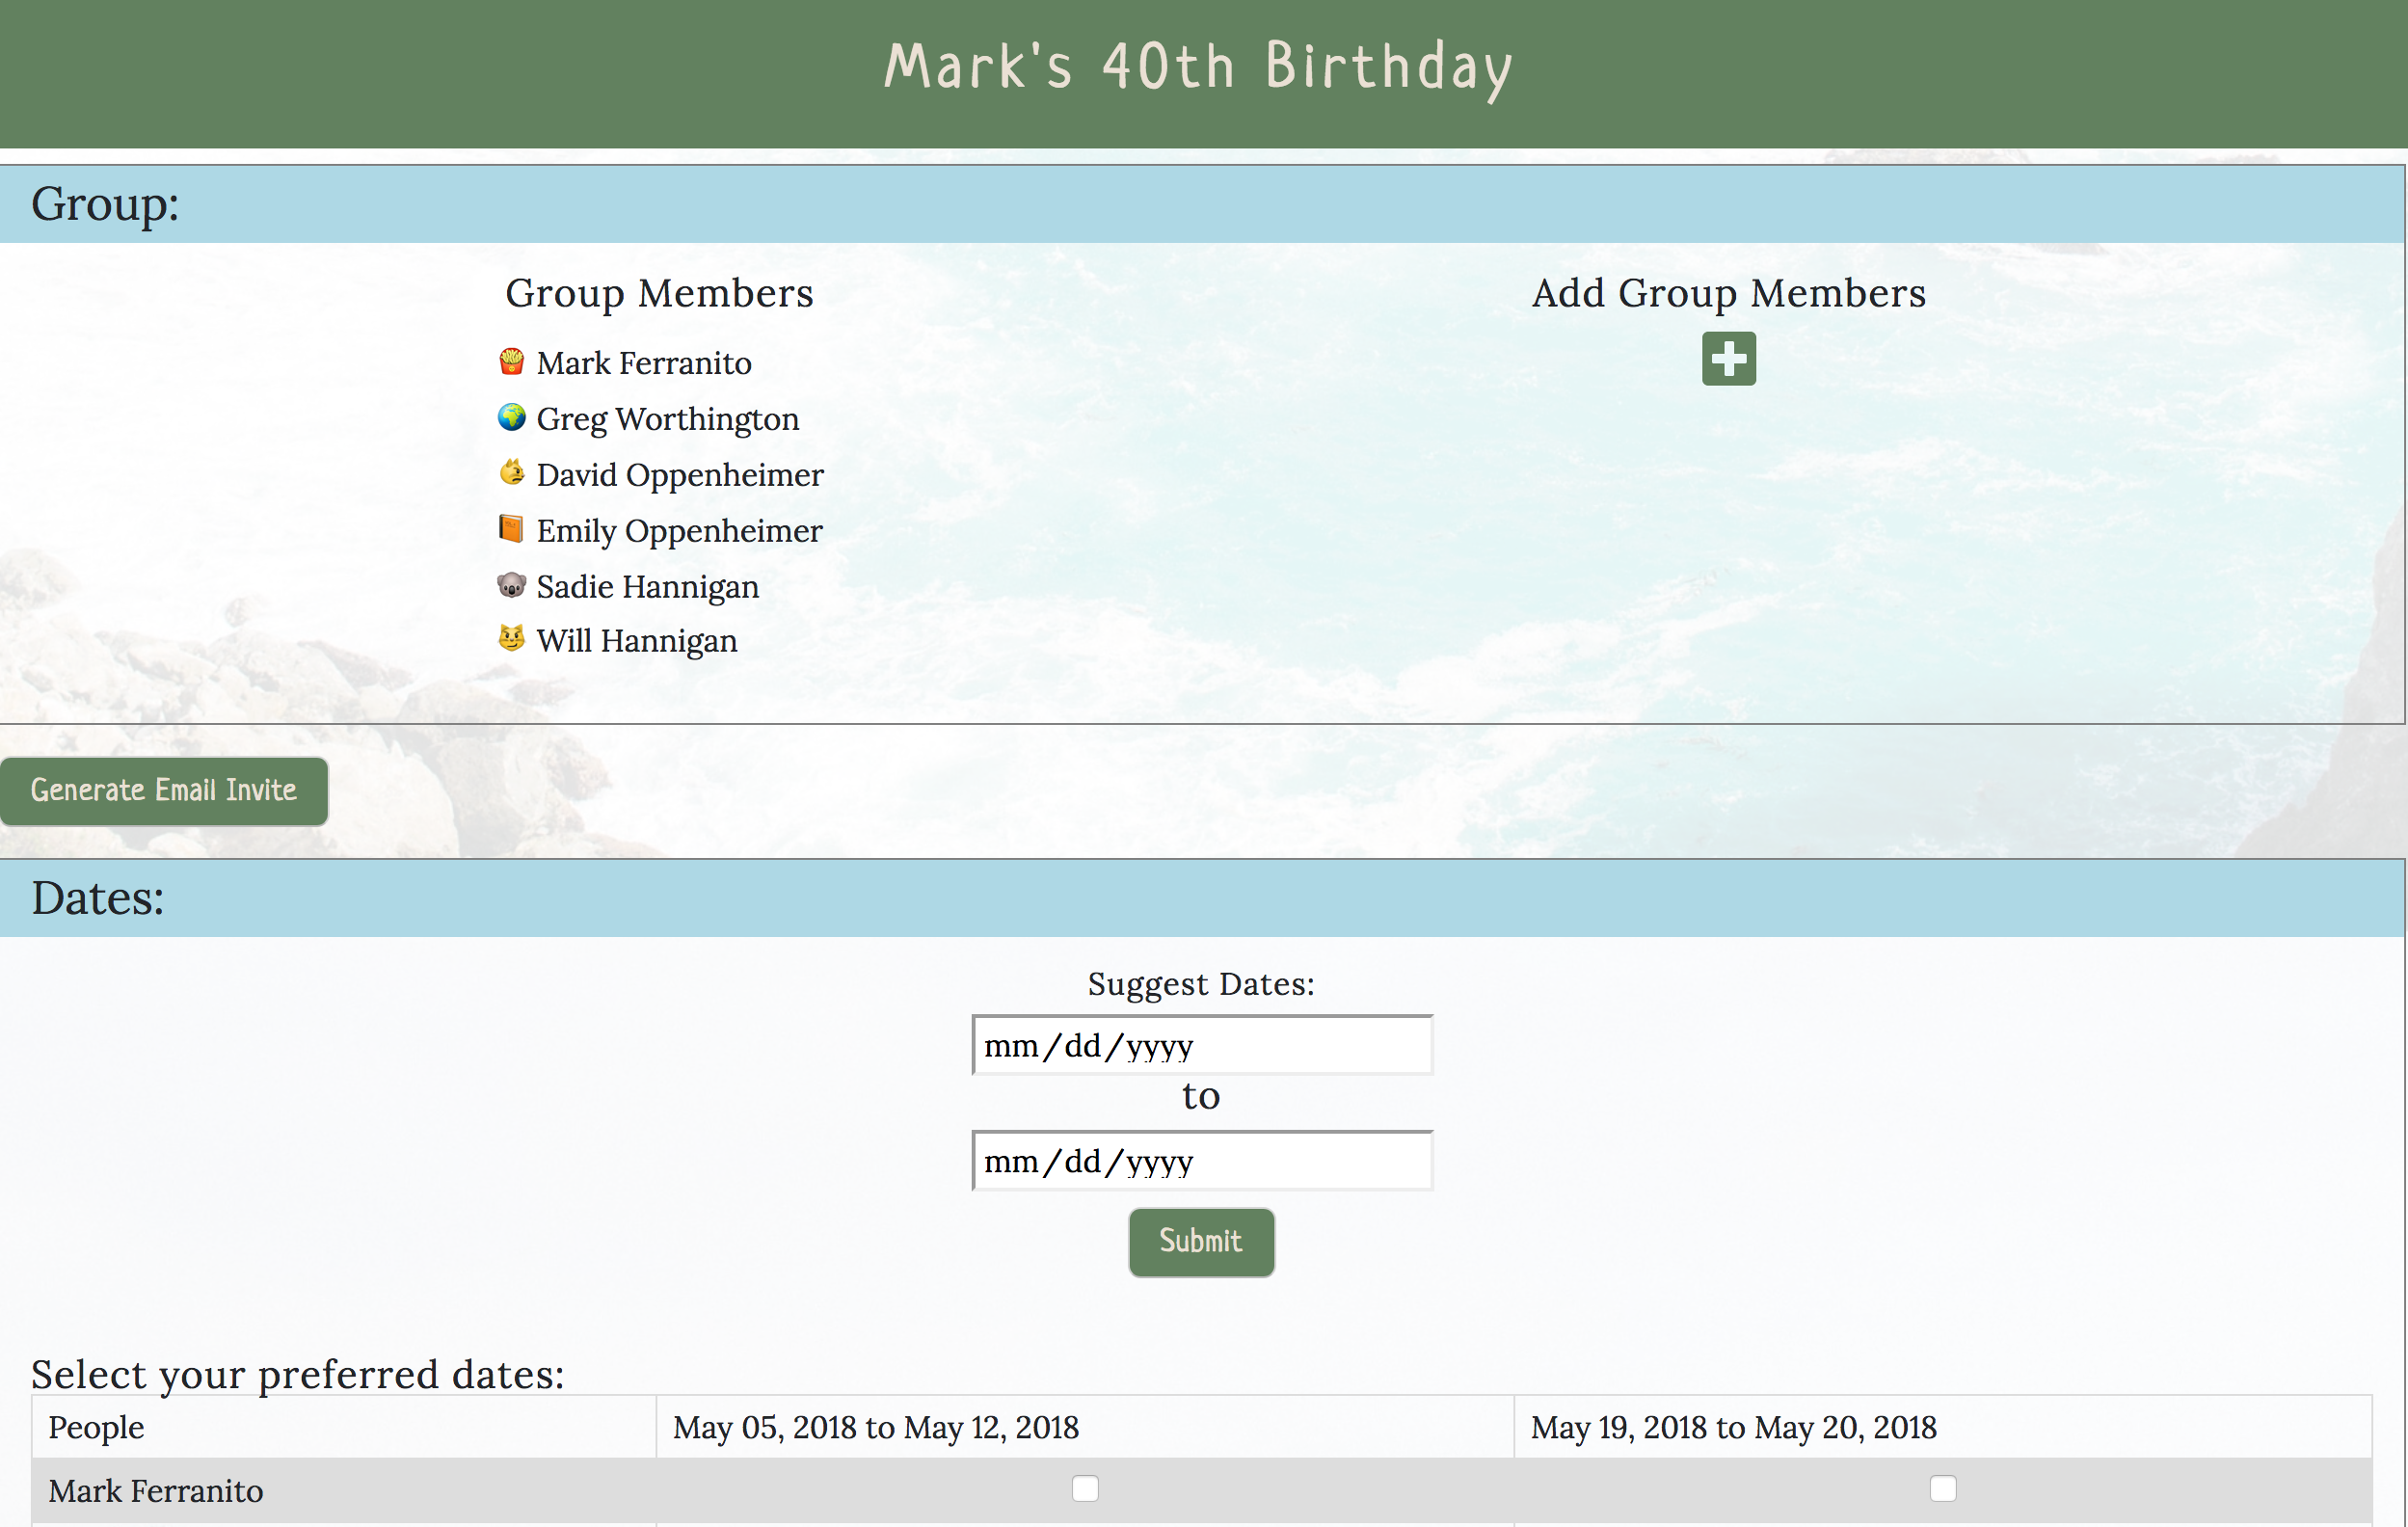 Mark's 40th Birthday
Group:
Group Members
Mark Ferranito
Greg Worthington
David Oppenheimer
Emily Oppenheimer
Sadie Hannigan
Will Hannigan
Add Group Members
Generate Email Invite
Dates:
Suggest Dates:
mm/dd/yyyy
to
mm/dd/yyyy
Submit
Select your preferred dates:
People May 05, 2018 to May 12, 2018 May 19, 2018 to May 20, 2018
Mark Ferranito